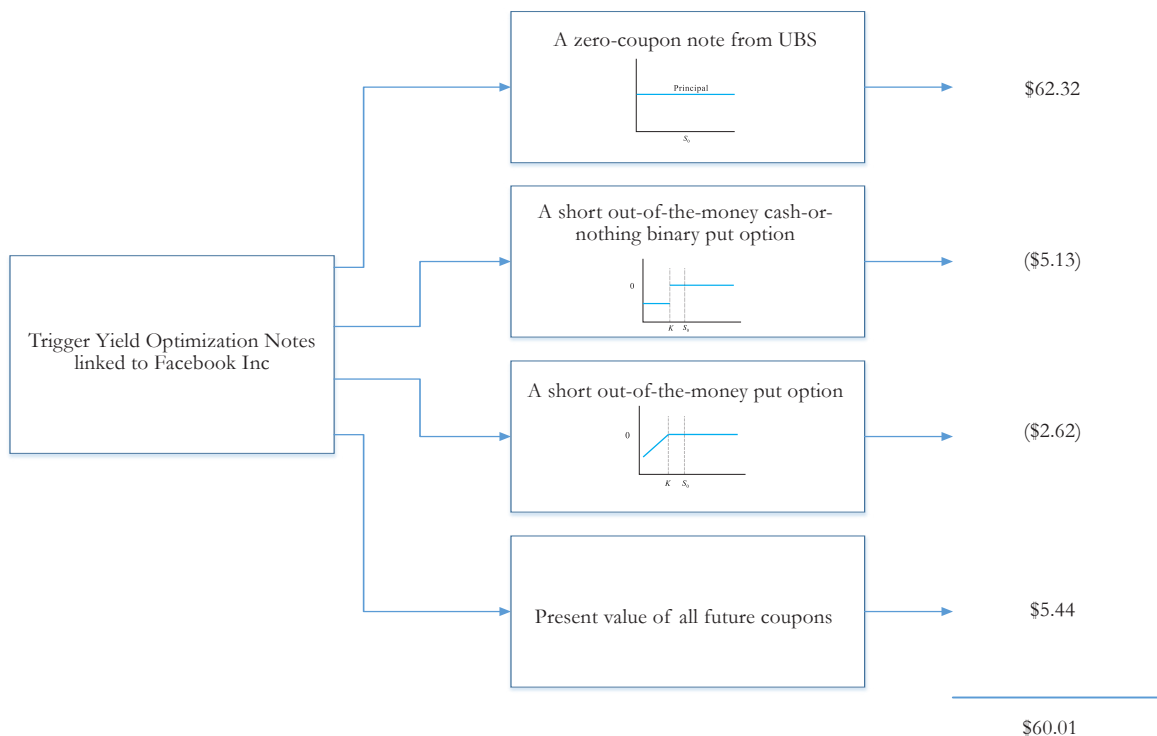 A zero-coupon note from UBS
Principal
S₀
$62.32
A short out-of-the-money cash-or-
nothing binary put option
0
K S₀
($5.13)
Trigger Yield Optimization Notes
linked to Facebook Inc
A short out-of-the-money put option
0
K S₀
($2.62)
Present value of all future coupons
$5.44
$60.01